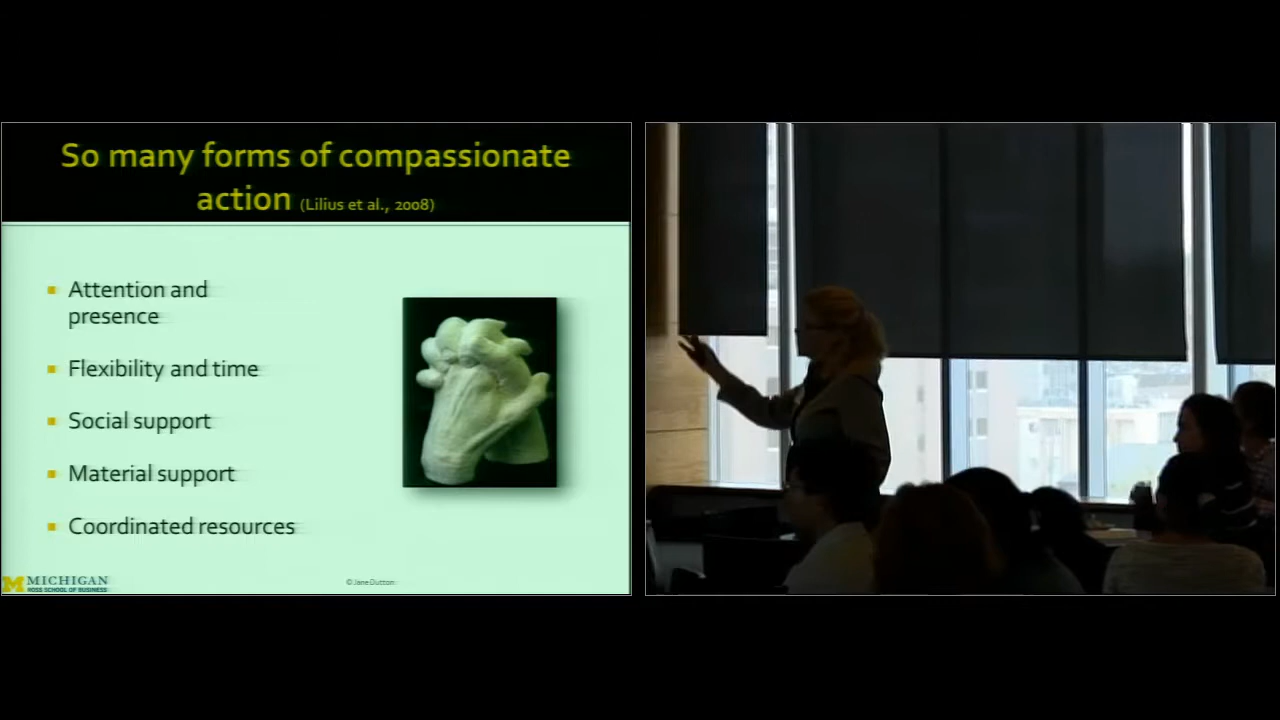 So many forms of compassionate
action (Lilius et al., 2008)
Attention and
presence
Flexibility and time
Social support
Material support
Coordinated resources
M MICHIGAN
ROSS SCHOOL OF BUSINESS
© Jane Dutton